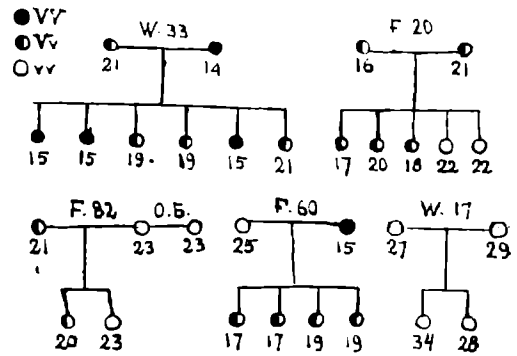 VV
Vv
vv
W. 33
21 14
15 15 19. 19 15 21
F 20
16 21
17 20 18 22 22
F. 82 O.E.
21 23 23
20 23
F. 60
25 15
17 17 19 19
W. 17
27 29
34 28